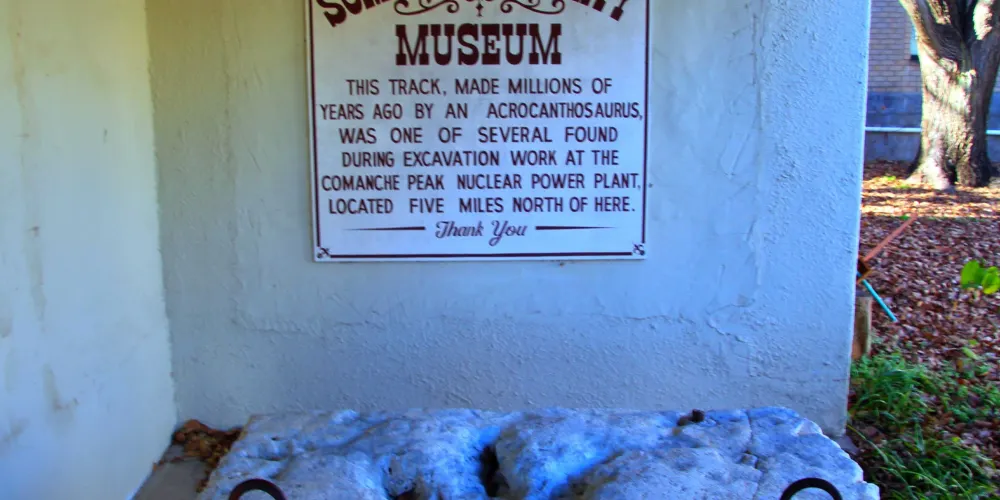 MUSEUM
THIS TRACK, MADE MILLIONS OF
YEARS AGO BY AN ACROCANTHOSAURUS,
WAS ONE OF SEVERAL FOUND
DURING EXCAVATION WORK AT THE
COMANCHE PEAK NUCLEAR POWER PLANT,
LOCATED FIVE MILES NORTH OF HERE.
Thank You